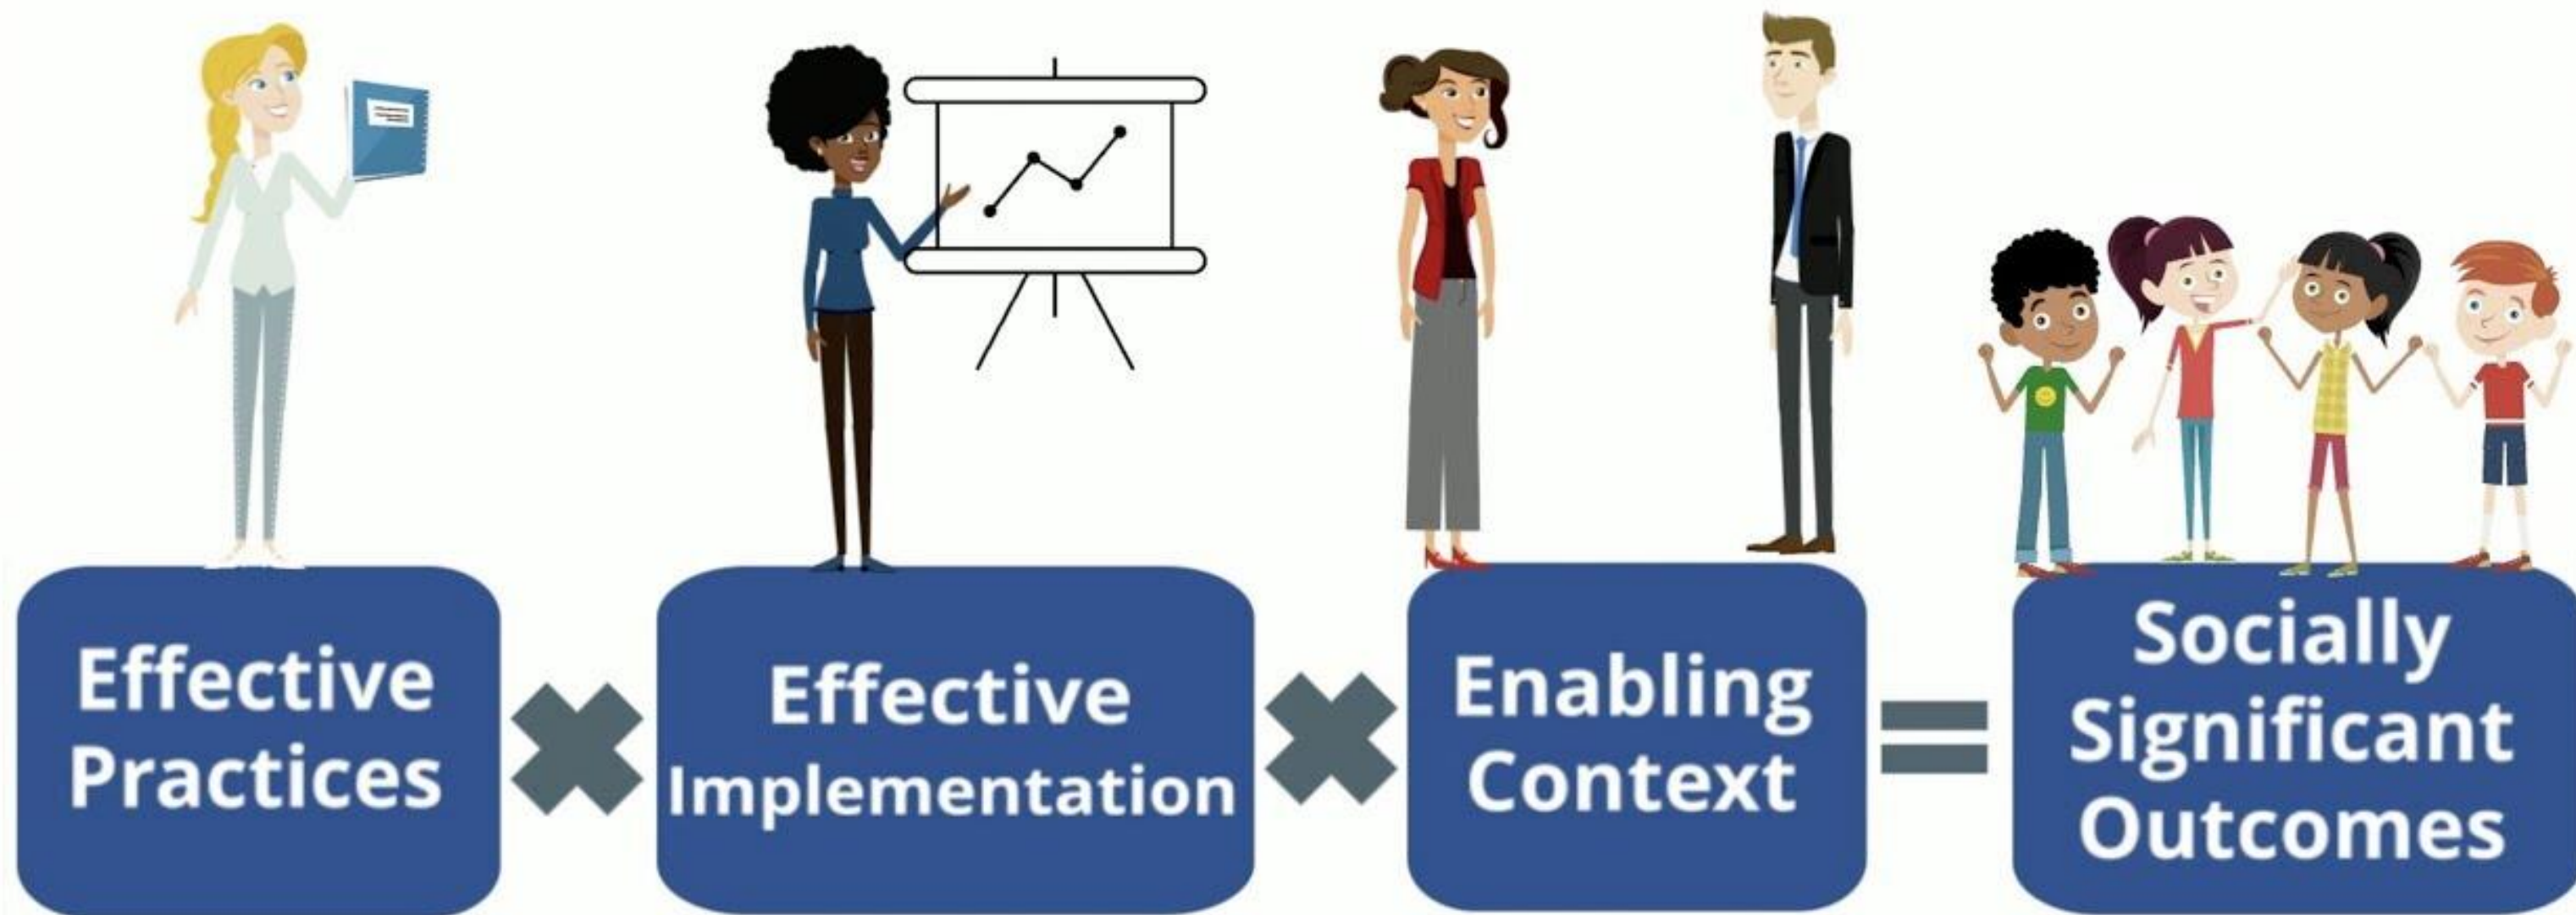 Effective
Practices
Effective
Implementation
Enabling
Context
Socially
Significant
Outcomes